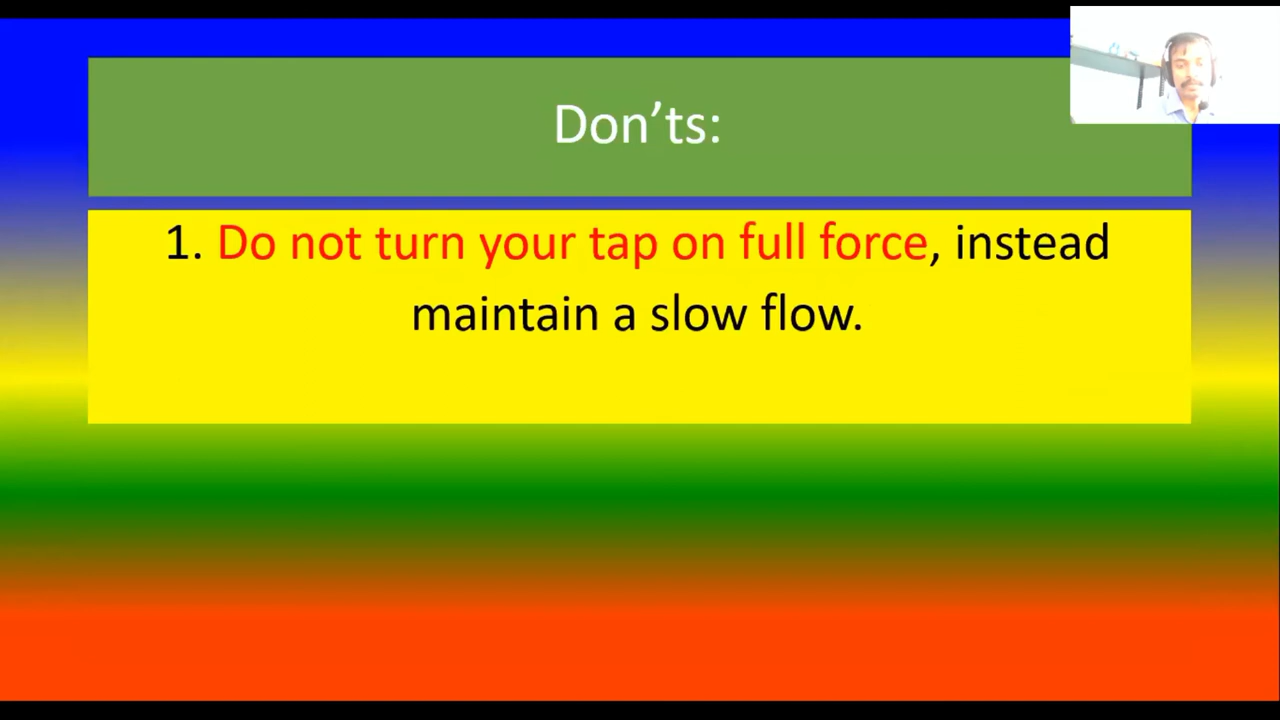 Don’ts:
1. Do not turn your tap on full force, instead
maintain a slow flow.